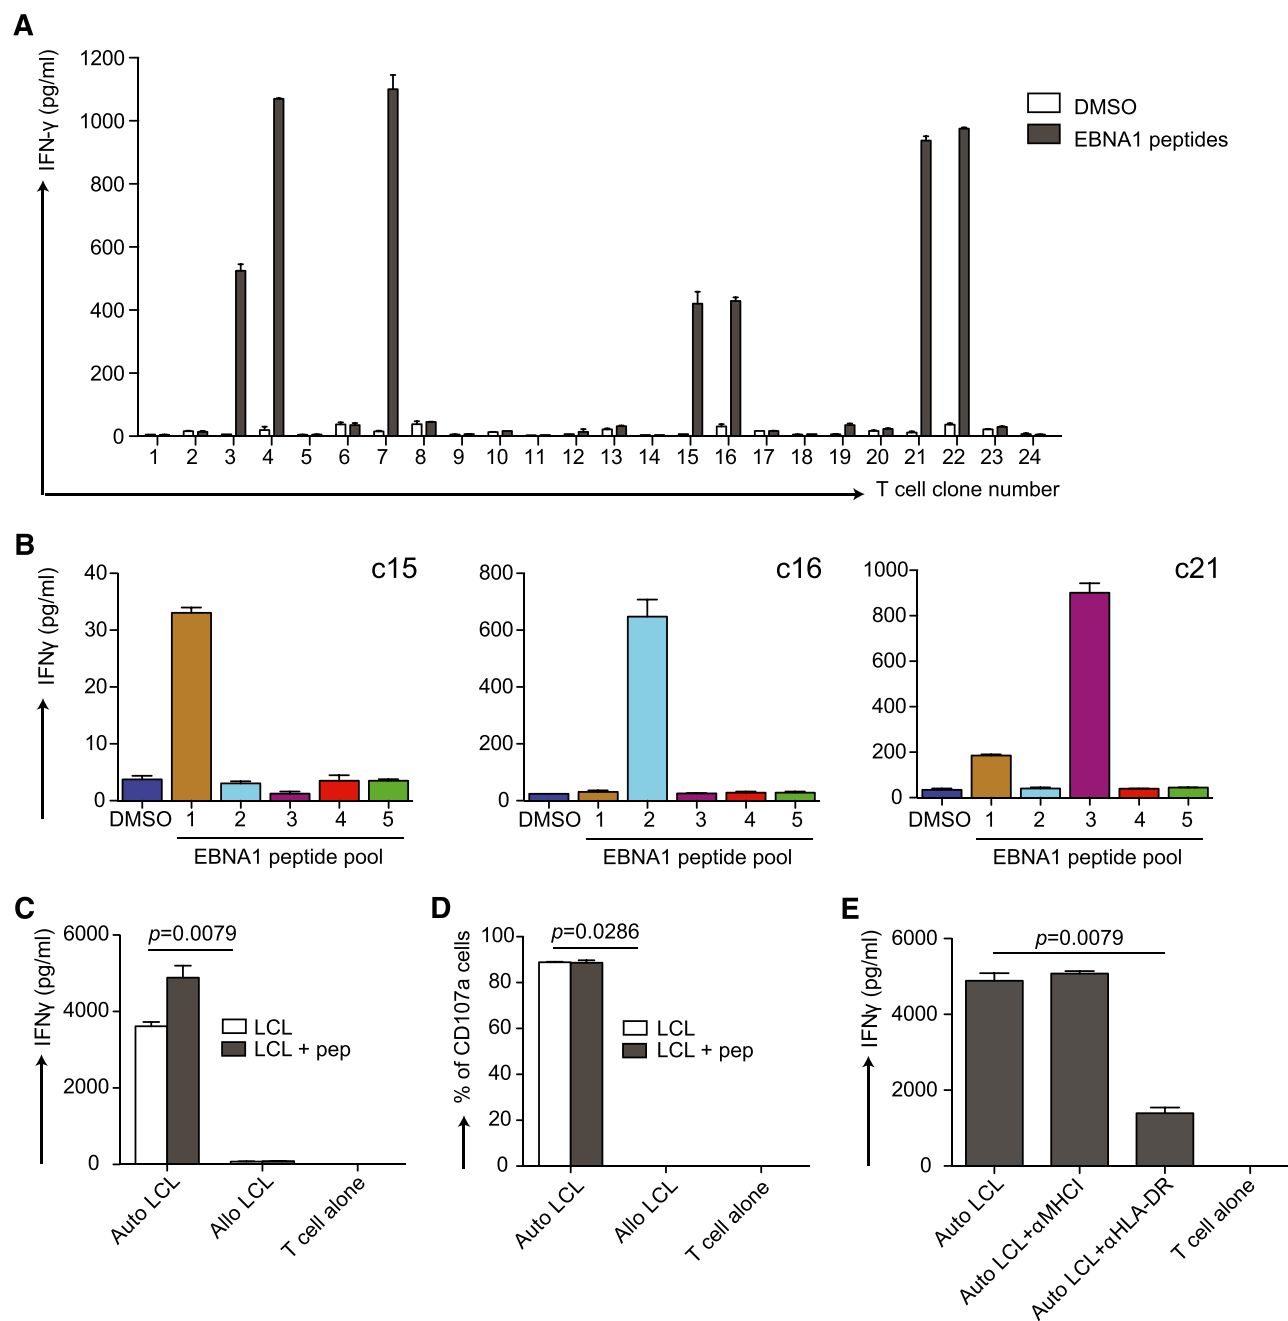 A
IFN-γ (pg/ml)
1200
1000
800
600
400
200
0
DMSO
EBNA1 peptides
1 2 3 4 5 6 7 8 9 10 11 12 13 14 15 16 17 18 19 20 21 22 23 24
T cell clone number
B
IFNγ (pg/ml)
c15
40
30
20
10
0
DMSO 1 2 3 4 5
EBNA1 peptide pool
c16
800
600
400
200
0
DMSO 1 2 3 4 5
EBNA1 peptide pool
c21
1000
800
600
400
200
0
DMSO 1 2 3 4 5
EBNA1 peptide pool
C
IFNγ (pg/ml)
p=0.0079
6000
4000
2000
0
LCL
LCL + pep
Auto LCL
Allo LCL
T cell alone
D
% of CD107a cells
p=0.0286
100
80
60
40
20
0
LCL
LCL + pep
Auto LCL
Allo LCL
T cell alone
E
IFNγ (pg/ml)
p=0.0079
6000
4000
2000
0
Auto LCL
Auto LCL+αMHCI
Auto LCL+αHLA-DR
T cell alone